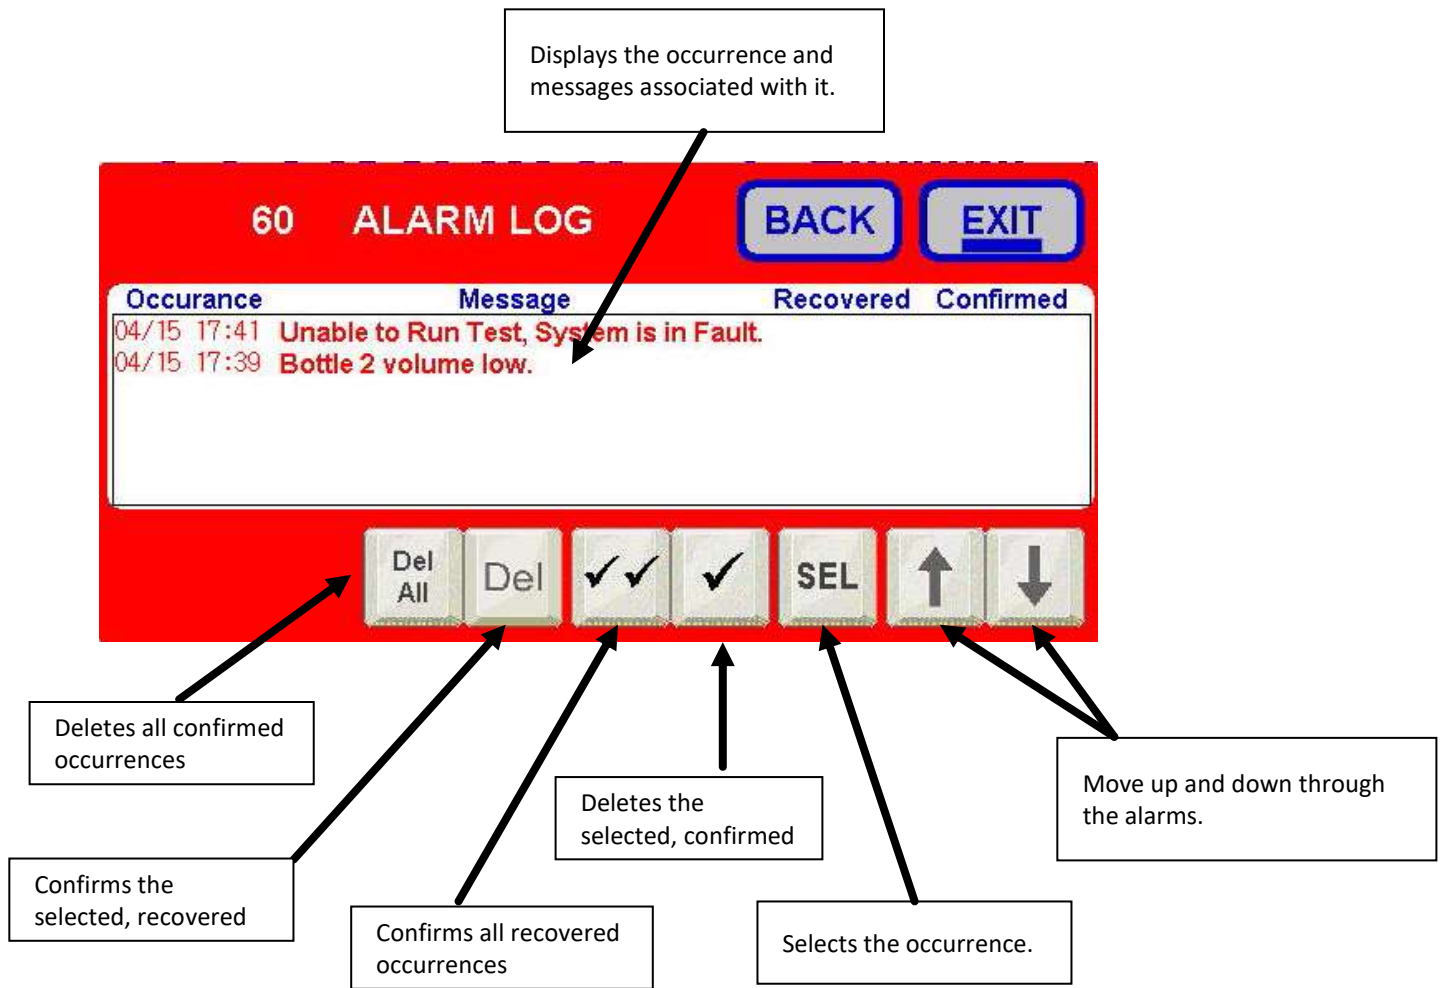 Displays the occurrence and
messages associated with it.
60 ALARM LOG BACK EXIT
Occurance Message Recovered Confirmed
04/15 17:41 Unable to Run Test, System is in Fault.
04/15 17:39 Bottle 2 volume low.
Del
All
Del
SEL
Deletes all confirmed
occurrences
Deletes the
selected, confirmed
Move up and down through
the alarms.
Confirms the
selected, recovered
Confirms all recovered
occurrences
Selects the occurrence.